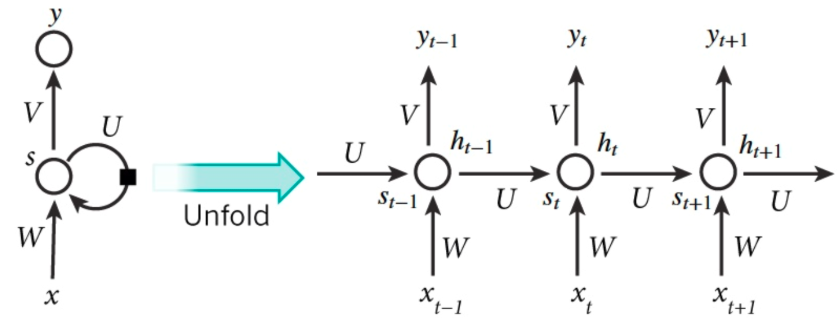 y
V
U
s
W
x
Unfold
y_{t−1} y_t y_{t+1}
V V V
U h_{t−1} h_t h_{t+1}
s_{t−1} U s_t U s_{t+1} U
W W W
x_{t−1} x_t x_{t+1}